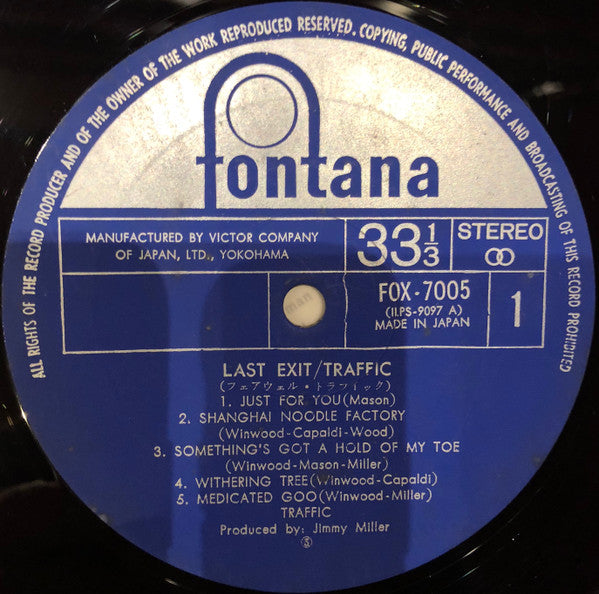 ALL RIGHTS OF THE RECORD PRODUCER AND OF THE OWNER OF THE WORK REPRODUCED RESERVED. COPYING, PUBLIC PERFORMANCE AND BROADCASTING OF THIS RECORD PROHIBITED
fontana
MANUFACTURED BY VICTOR COMPANY
OF JAPAN, LTD., YOKOHAMA
33 1/3
STEREO
FOX-7005
(ILPS-9097 A)
MADE IN JAPAN
1
LAST EXIT/TRAFFIC
(フェアウェル・トラフィック)
1. JUST FOR YOU(Mason)
2. SHANGHAI NOODLE FACTORY
(Winwood-Capaldi-Wood)
3. SOMETHING'S GOT A HOLD OF MY TOE
(Winwood-Mason-Miller)
4. WITHERING TREE(Winwood-Capaldi)
5. MEDICATED GOO(Winwood-Miller)
TRAFFIC
Produced by: Jimmy Miller